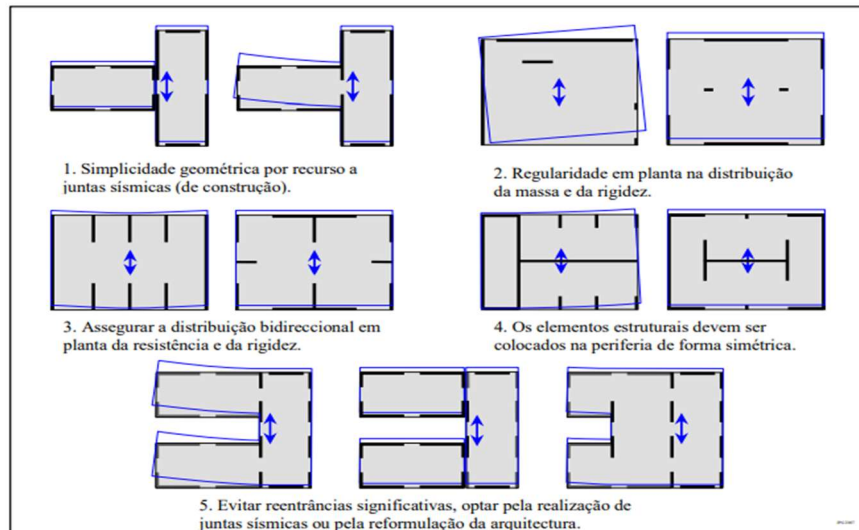 1. Simplicidade geométrica por recurso a
juntas sísmicas (de construção).
2. Regularidade em planta na distribuição
da massa e da rigidez.
3. Assegurar a distribuição bidireccional em
planta da resistência e da rigidez.
4. Os elementos estruturais devem ser
colocados na periferia de forma simétrica.
5. Evitar reentrâncias significativas, optar pela realização de
juntas sísmicas ou pela reformulação da arquitectura.